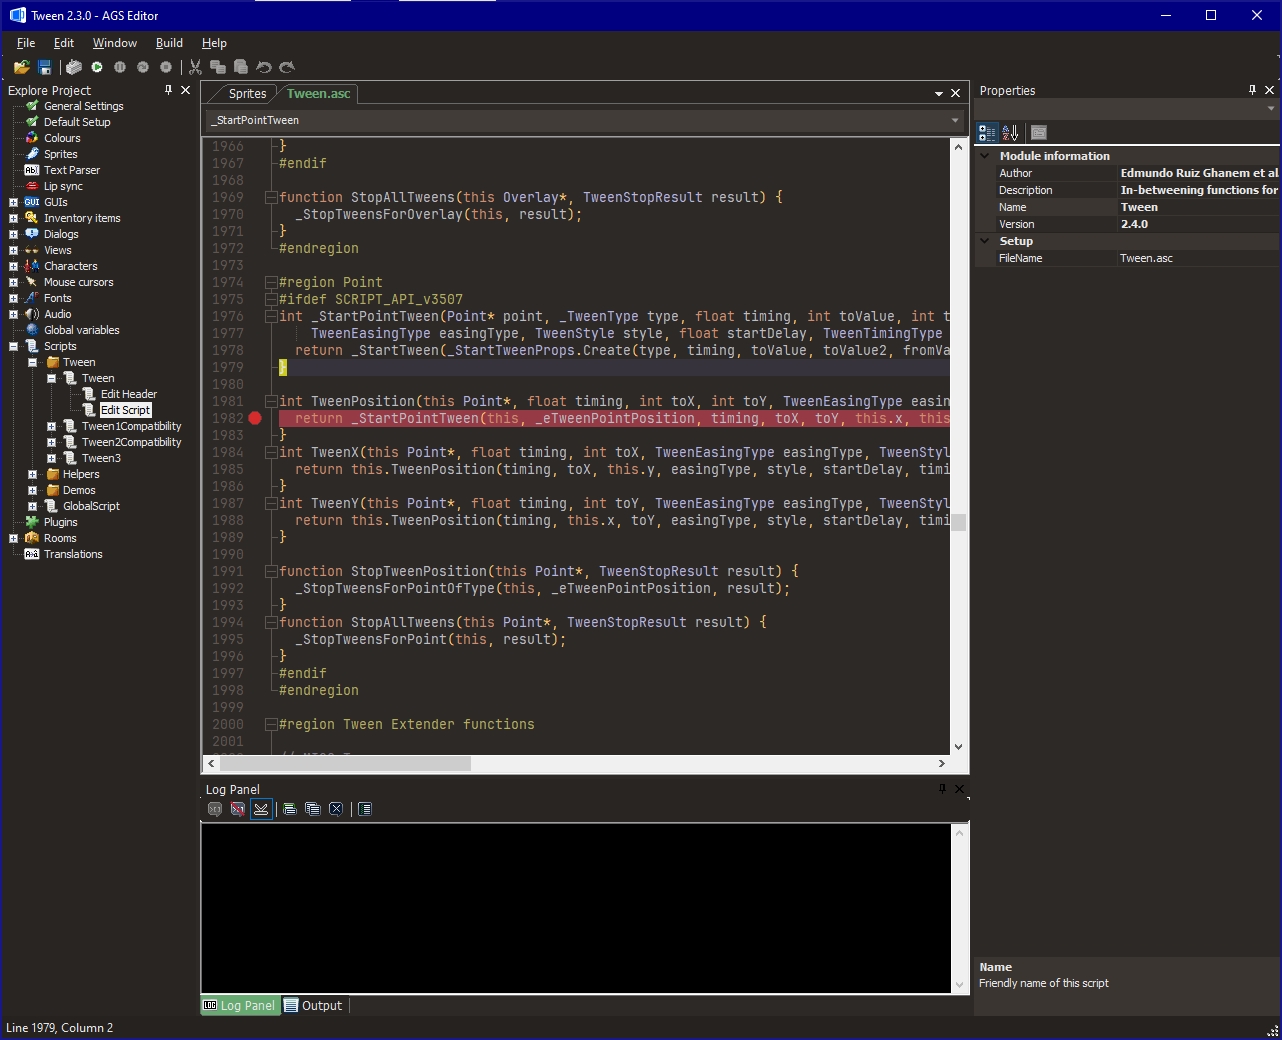 Tween 2.3.0 - AGS Editor
File Edit Window Build Help
Explore Project
General Settings
Default Setup
Colours
Sprites
Text Parser
Lip sync
GUIs
Inventory items
Dialogs
Views
Characters
Mouse cursors
Fonts
Audio
Global variables
Scripts
Tween
Tween
Edit Header
Edit Script
Tween1Compatibility
Tween2Compatibility
Tween3
Helpers
Demos
GlobalScript
Plugins
Rooms
Translations
Sprites Tween.asc
_StartPointTween
1966 }
1967 #endif
1968
1969 function StopAllTweens(this Overlay*, TweenStopResult result) {
1970 _StopTweensForOverlay(this, result);
1971 }
1972 #endregion
1973
1974 #region Point
1975 #ifdef SCRIPT_API_v3507
1976 int _StartPointTween(Point* point, _TweenType type, float timing, int toValue, int t
1977 TweenEasingType easingType, TweenStyle style, float startDelay, TweenTimingType
1978 return _StartTween(_StartTweenProps.Create(type, timing, toValue, toValue2, fromVa
1979 }
1980
1981 int TweenPosition(this Point*, float timing, int toX, int toY, TweenEasingType easin
1982 return _StartPointTween(this, _eTweenPointPosition, timing, toX, toY, this.x, this
1983 }
1984 int TweenX(this Point*, float timing, int toX, TweenEasingType easingType, TweenStyl
1985 return this.TweenPosition(timing, toX, this.y, easingType, style, startDelay, timi
1986 }
1987 int TweenY(this Point*, float timing, int toY, TweenEasingType easingType, TweenStyl
1988 return this.TweenPosition(timing, this.x, toY, easingType, style, startDelay, timi
1989 }
1990
1991 function StopTweenPosition(this Point*, TweenStopResult result) {
1992 _StopTweensForPointOfType(this, _eTweenPointPosition, result);
1993 }
1994 function StopAllTweens(this Point*, TweenStopResult result) {
1995 _StopTweensForPoint(this, result);
1996 }
1997 #endif
1998 #endregion
1999
2000 #region Tween Extender functions
2001
Log Panel
Log Panel Output
Properties
Module information
Author Edmundo Ruiz Ghanem et al
Description In-betweening functions for
Name Tween
Version 2.4.0
Setup
FileName Tween.asc
Name
Friendly name of this script
Line 1979, Column 2